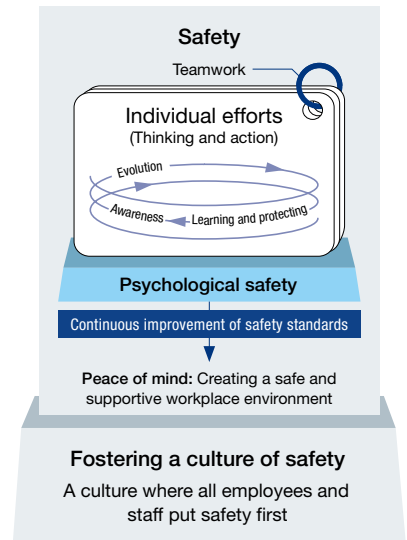 Safety
Teamwork
Individual efforts
(Thinking and action)
Evolution
Awareness
Learning and protecting
Psychological safety
Continuous improvement of safety standards
Peace of mind: Creating a safe and
supportive workplace environment
Fostering a culture of safety
A culture where all employees and
staff put safety first